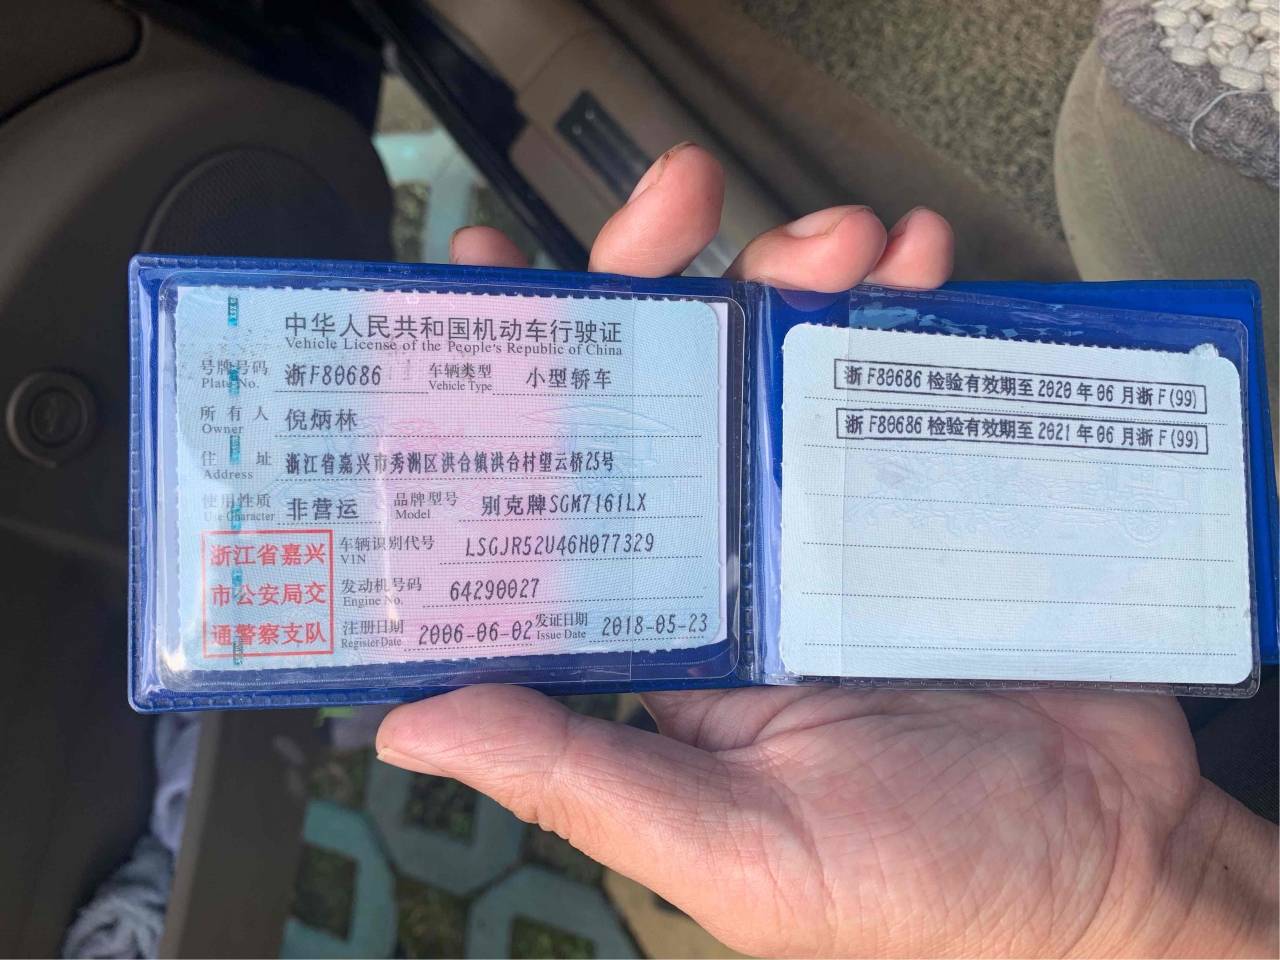 中华人民共和国机动车行驶证
Vehicle License of the People's Republic of China
号牌号码 浙F80686 车辆类型 小型轿车
Plate No. Vehicle Type
所有人 倪炳林
Owner
住址 浙江省嘉兴市秀洲区洪合镇洪合村望云桥25号
Address
使用性质 非营运 品牌型号 别克牌SGM7161LX
Use Character Model
浙江省嘉兴
市公安局交
通警察支队
车辆识别代号 LSGJR52U46H077329
VIN
发动机号码 64290027
Engine No.
注册日期 2006-06-02 发证日期 2018-05-23
Register Date Issue Date
浙F80686检验有效期至2020年06月浙F(99)
浙F80686检验有效期至2021年06月浙F(99)